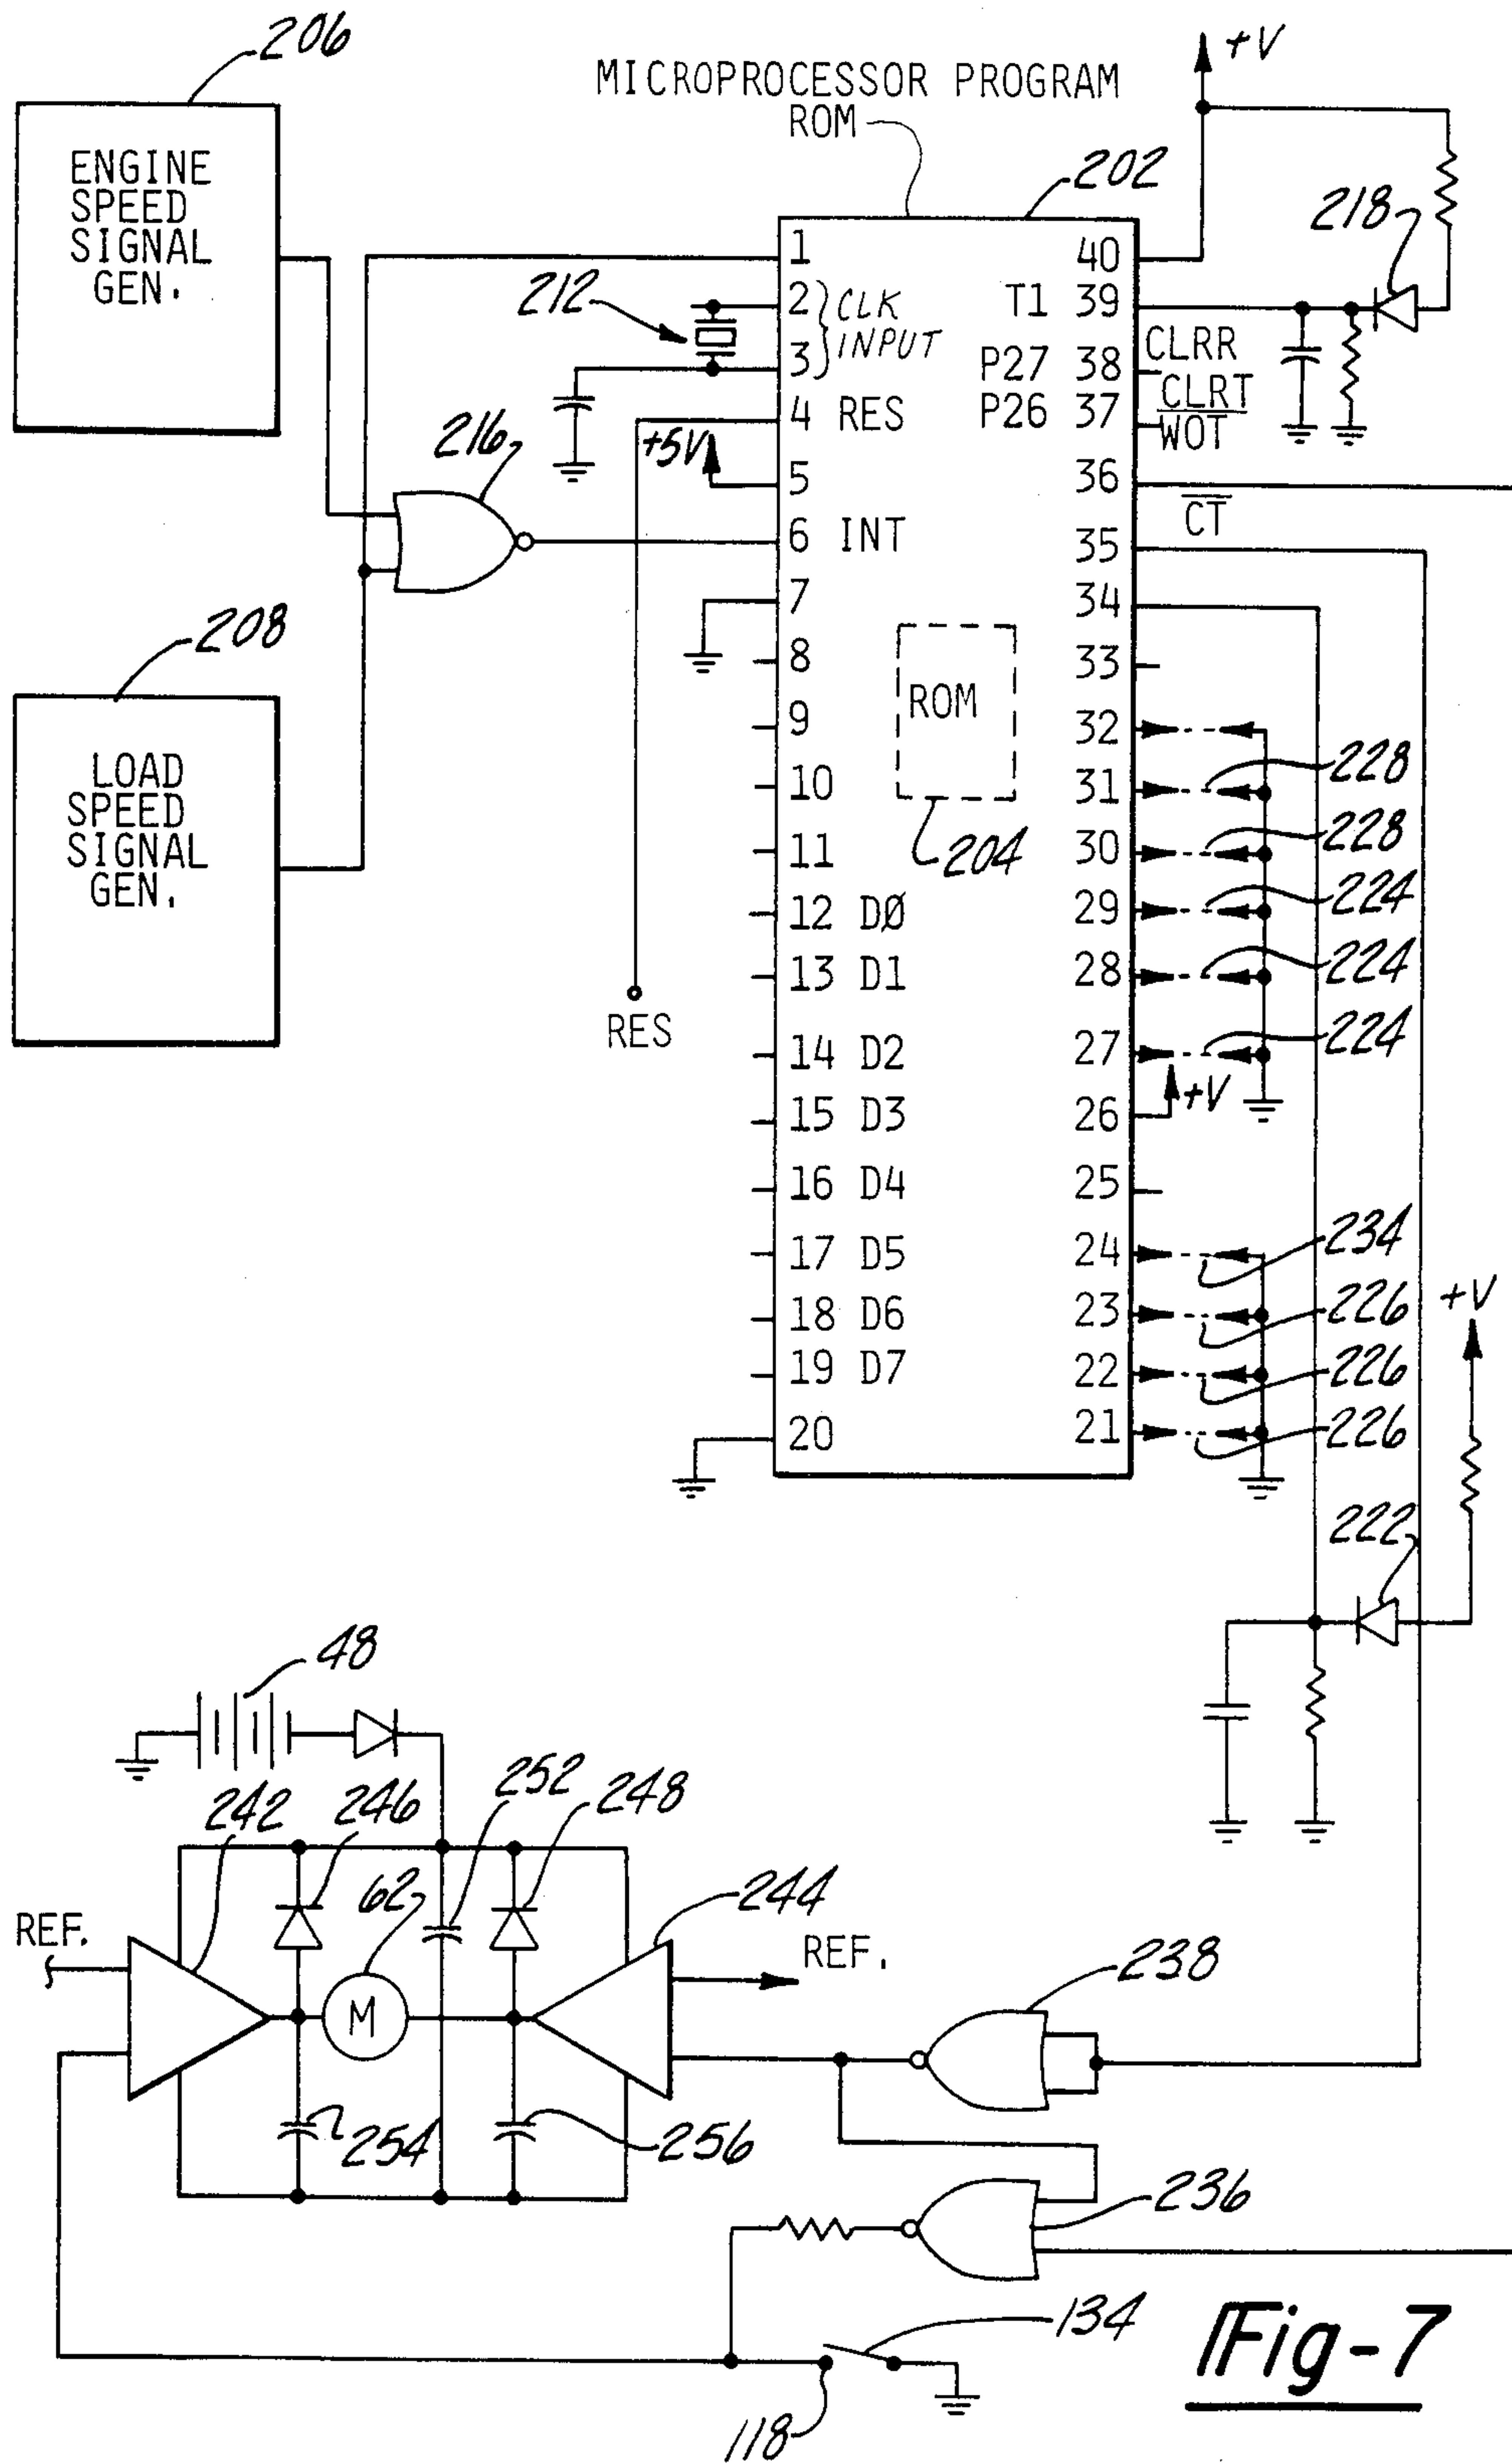 206
+V
MICROPROCESSOR PROGRAM
ROM
202
218
ENGINE
SPEED
SIGNAL
GEN.
212
216
208
LOAD
SPEED
SIGNAL
GEN.
1
2 CLK
3 INPUT
4 RES
+5V
5
6 INT
7
8
9
10
11
12 DØ
13 D1
14 D2
15 D3
16 D4
17 D5
18 D6
19 D7
20
RES
ROM
204
40
T1 39
P27 38 CLRR
P26 37 CLRT
WOT
36
CT
35
34
33
32
31 228
30 228
29 224
28 224
27 224
+V
26
25
24 234
23 226
22 226
21 226
+V
222
48
242
246
252
248
62
244
REF.
M
REF.
238
254
256
236
134
118
Fig-7